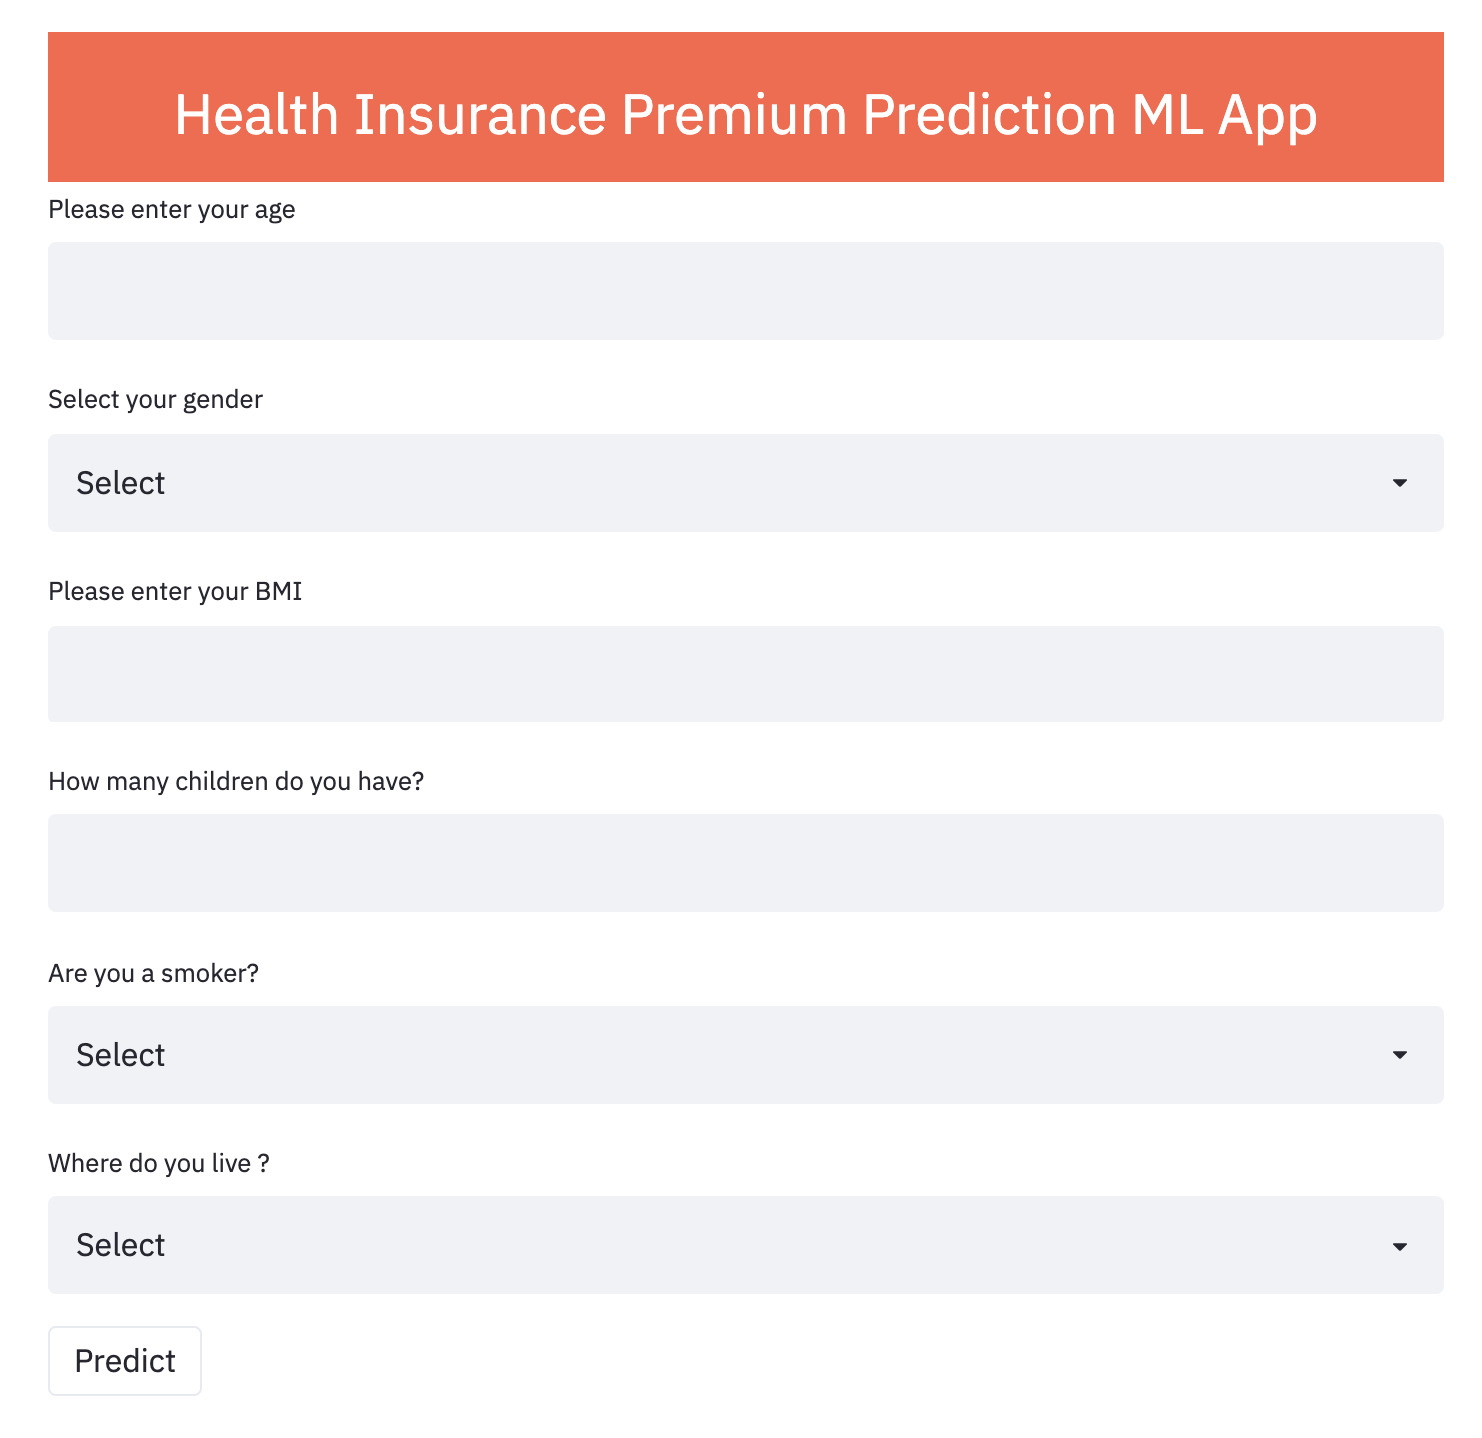 Health Insurance Premium Prediction ML App
Please enter your age
Select your gender
Select
Please enter your BMI
How many children do you have?
Are you a smoker?
Select
Where do you live ?
Select
Predict